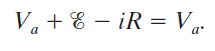 Vₐ + ℰ − iR = Vₐ.